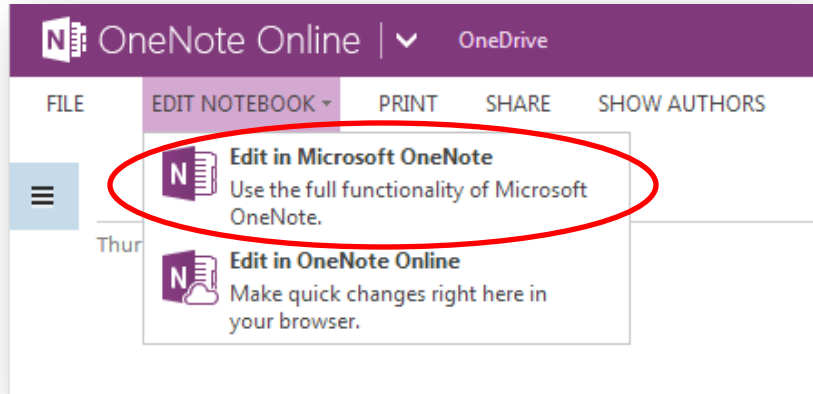 OneNote Online OneDrive
FILE EDIT NOTEBOOK PRINT SHARE SHOW AUTHORS
Edit in Microsoft OneNote
Use the full functionality of Microsoft
OneNote.
Thur
Edit in OneNote Online
Make quick changes right here in
your browser.